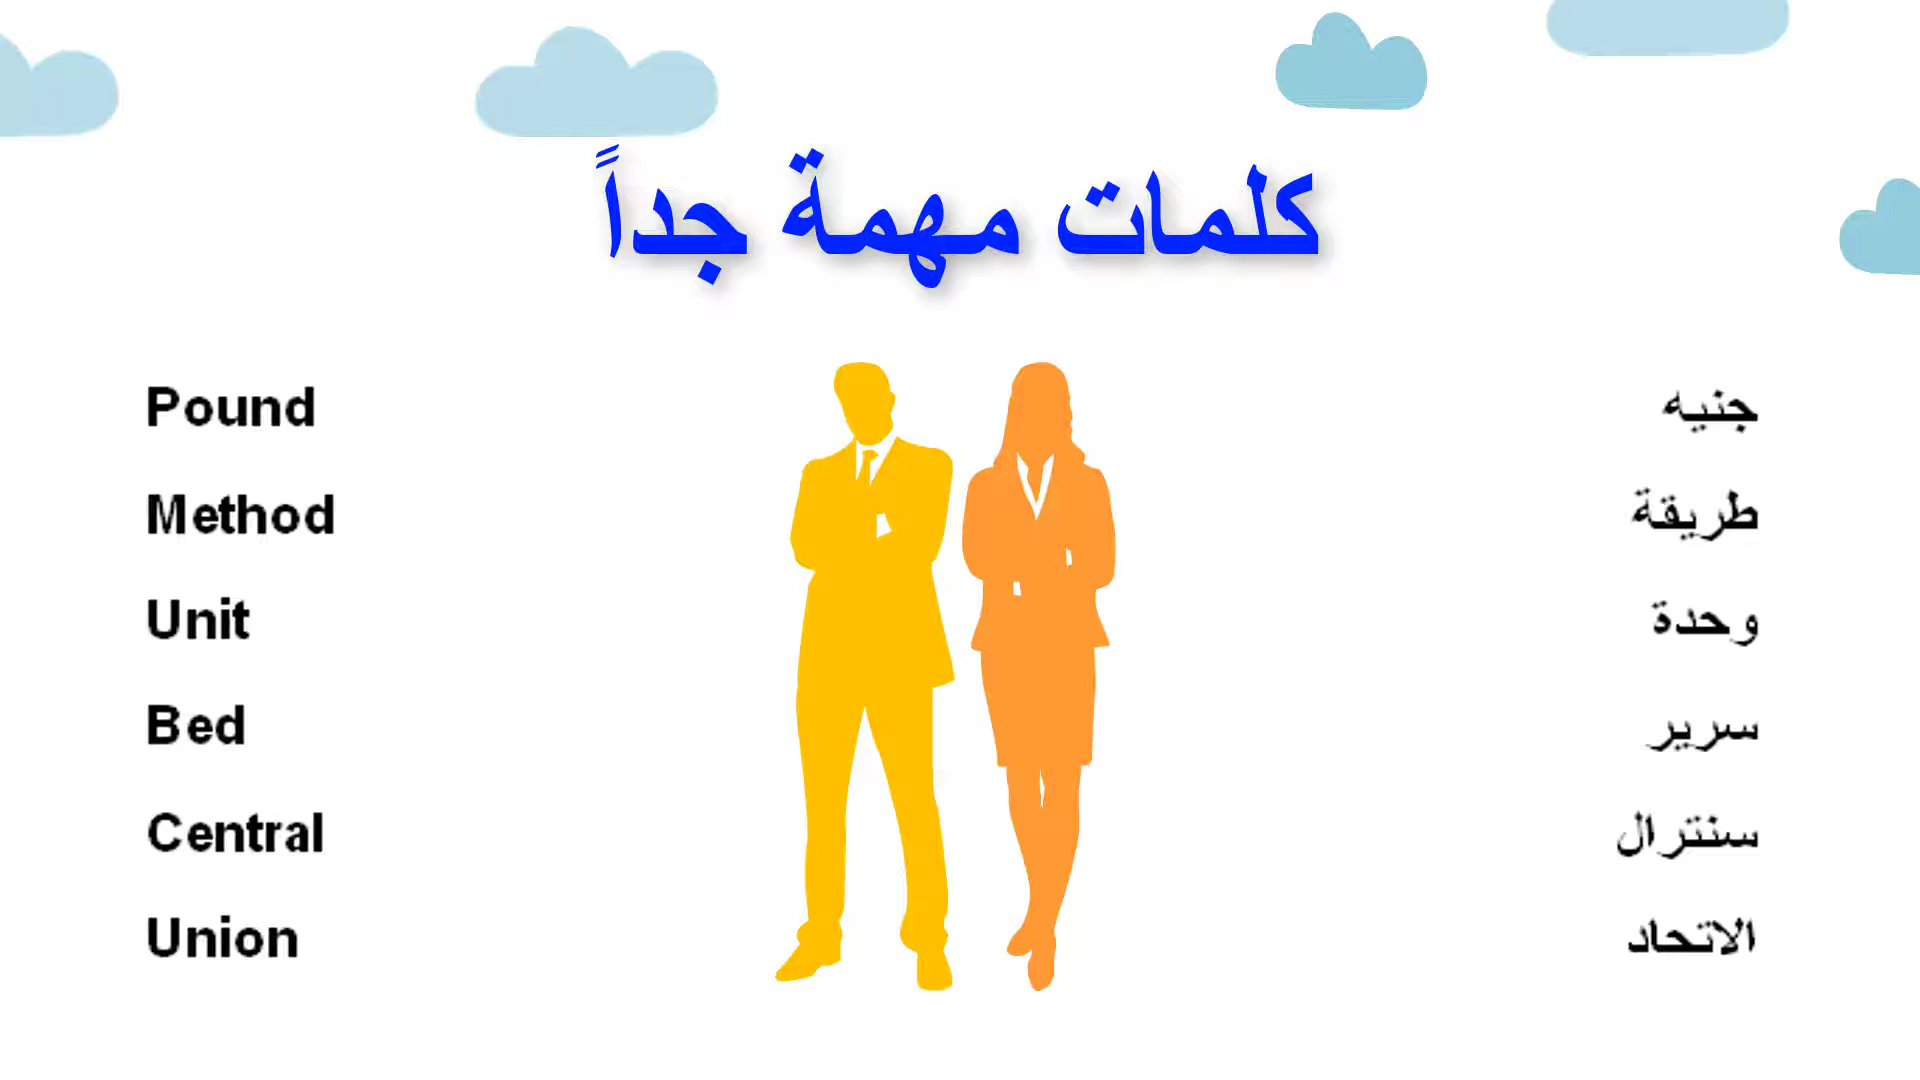 كلمات مهمة جداً
Pound جنيه
Method طريقة
Unit وحدة
Bed سرير
Central سنترال
Union الاتحاد